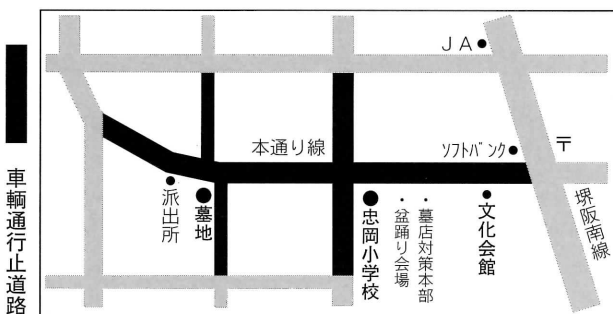 車輌通行止道路
JA
本通り線
ソフトバンク
〒
派出所
墓地
忠岡小学校
・盆踊り会場
・墓店対策本部
文化会館
堺阪南線